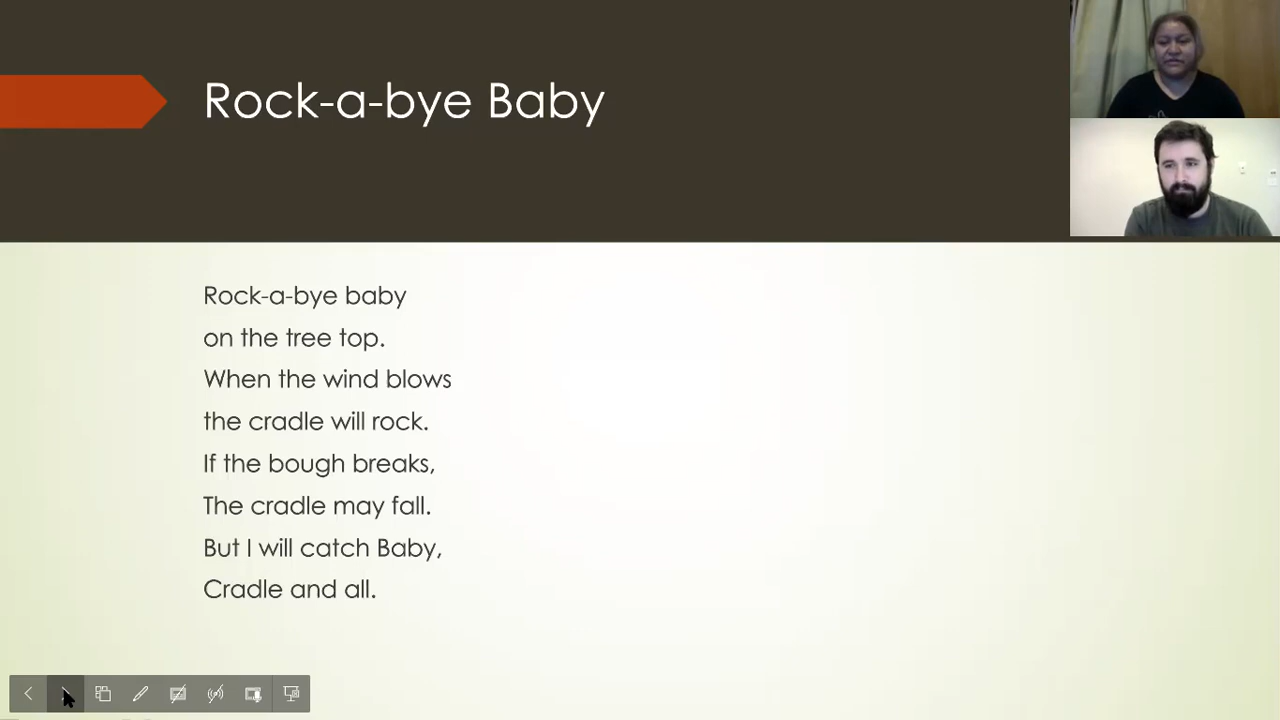 Rock-a-bye Baby
Rock-a-bye baby
on the tree top.
When the wind blows
the cradle will rock.
If the bough breaks,
The cradle may fall.
But I will catch Baby,
Cradle and all.